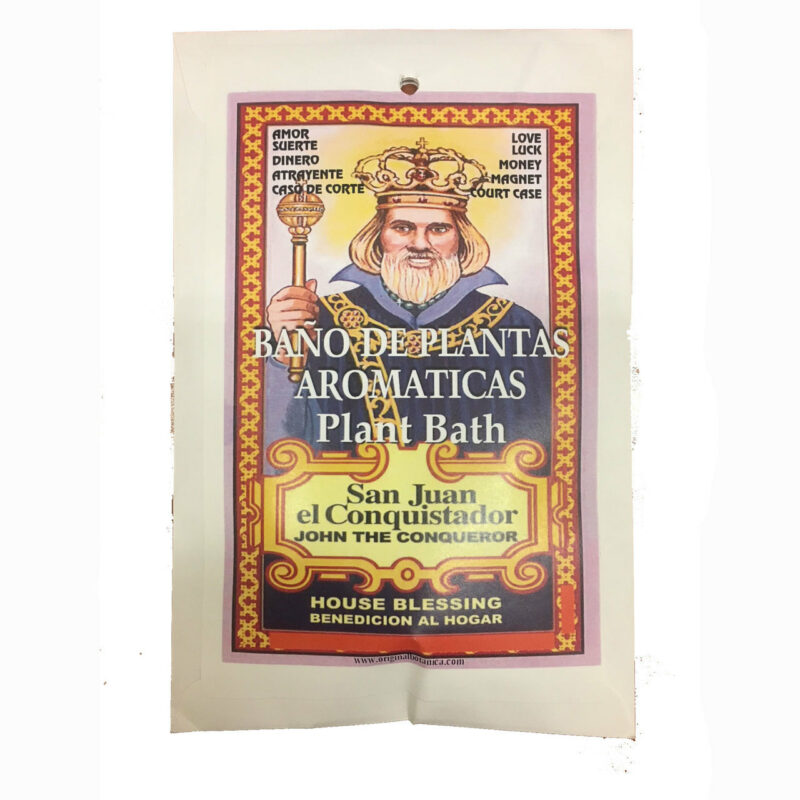 AMOR
SUERTE
DINERO
ATRAYENTE
CASO DE CORTE
LOVE
LUCK
MONEY
MAGNET
COURT CASE
BAÑO DE PLANTAS
AROMATICAS
Plant Bath
San Juan
el Conquistador
JOHN THE CONQUEROR
HOUSE BLESSING
BENEDICION AL HOGAR
www.originalbotanica.com